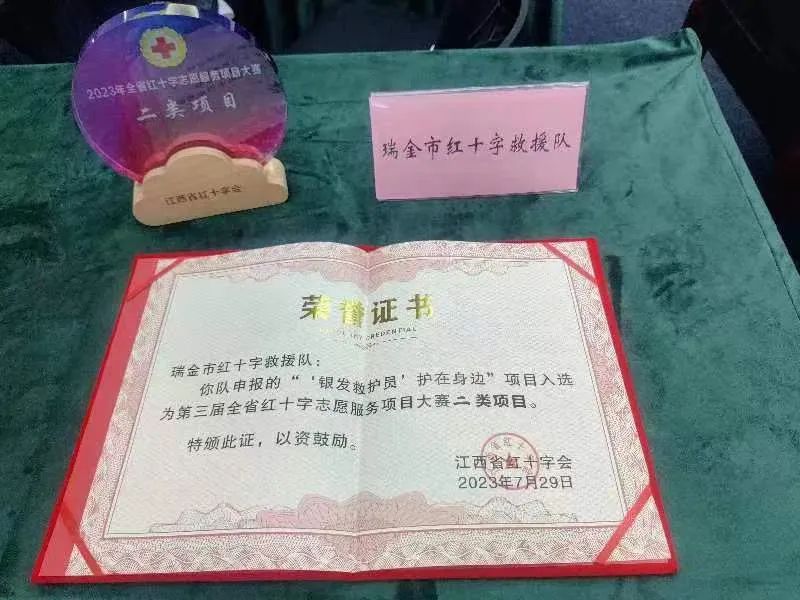 2023年全省红十字志愿服务项目大赛
二类项目
江西省红十字会
瑞金市红十字救援队
荣誉证书
CREDENTIAL
瑞金市红十字救援队：
你队申报的“‘银发救护员’护在身边”项目入选
为第三届全省红十字志愿服务项目大赛二类项目。
特颁此证，以资鼓励。
江西省红十字会
2023年7月29日